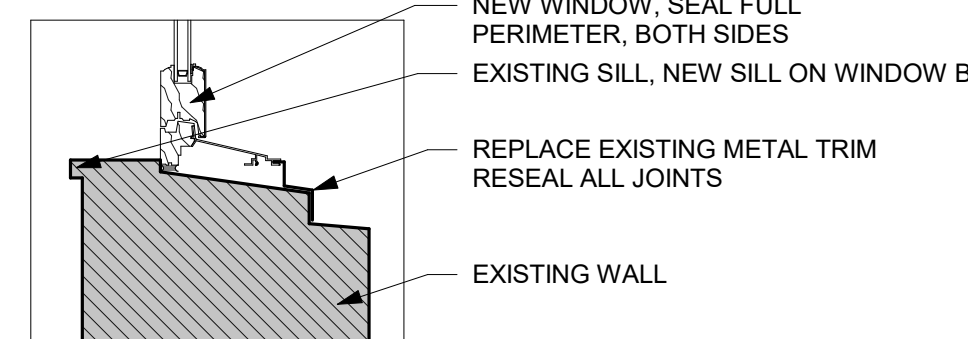 NEW WINDOW, SEAL FULL
PERIMETER, BOTH SIDES
EXISTING SILL, NEW SILL ON WINDOW B
REPLACE EXISTING METAL TRIM
RESEAL ALL JOINTS
EXISTING WALL